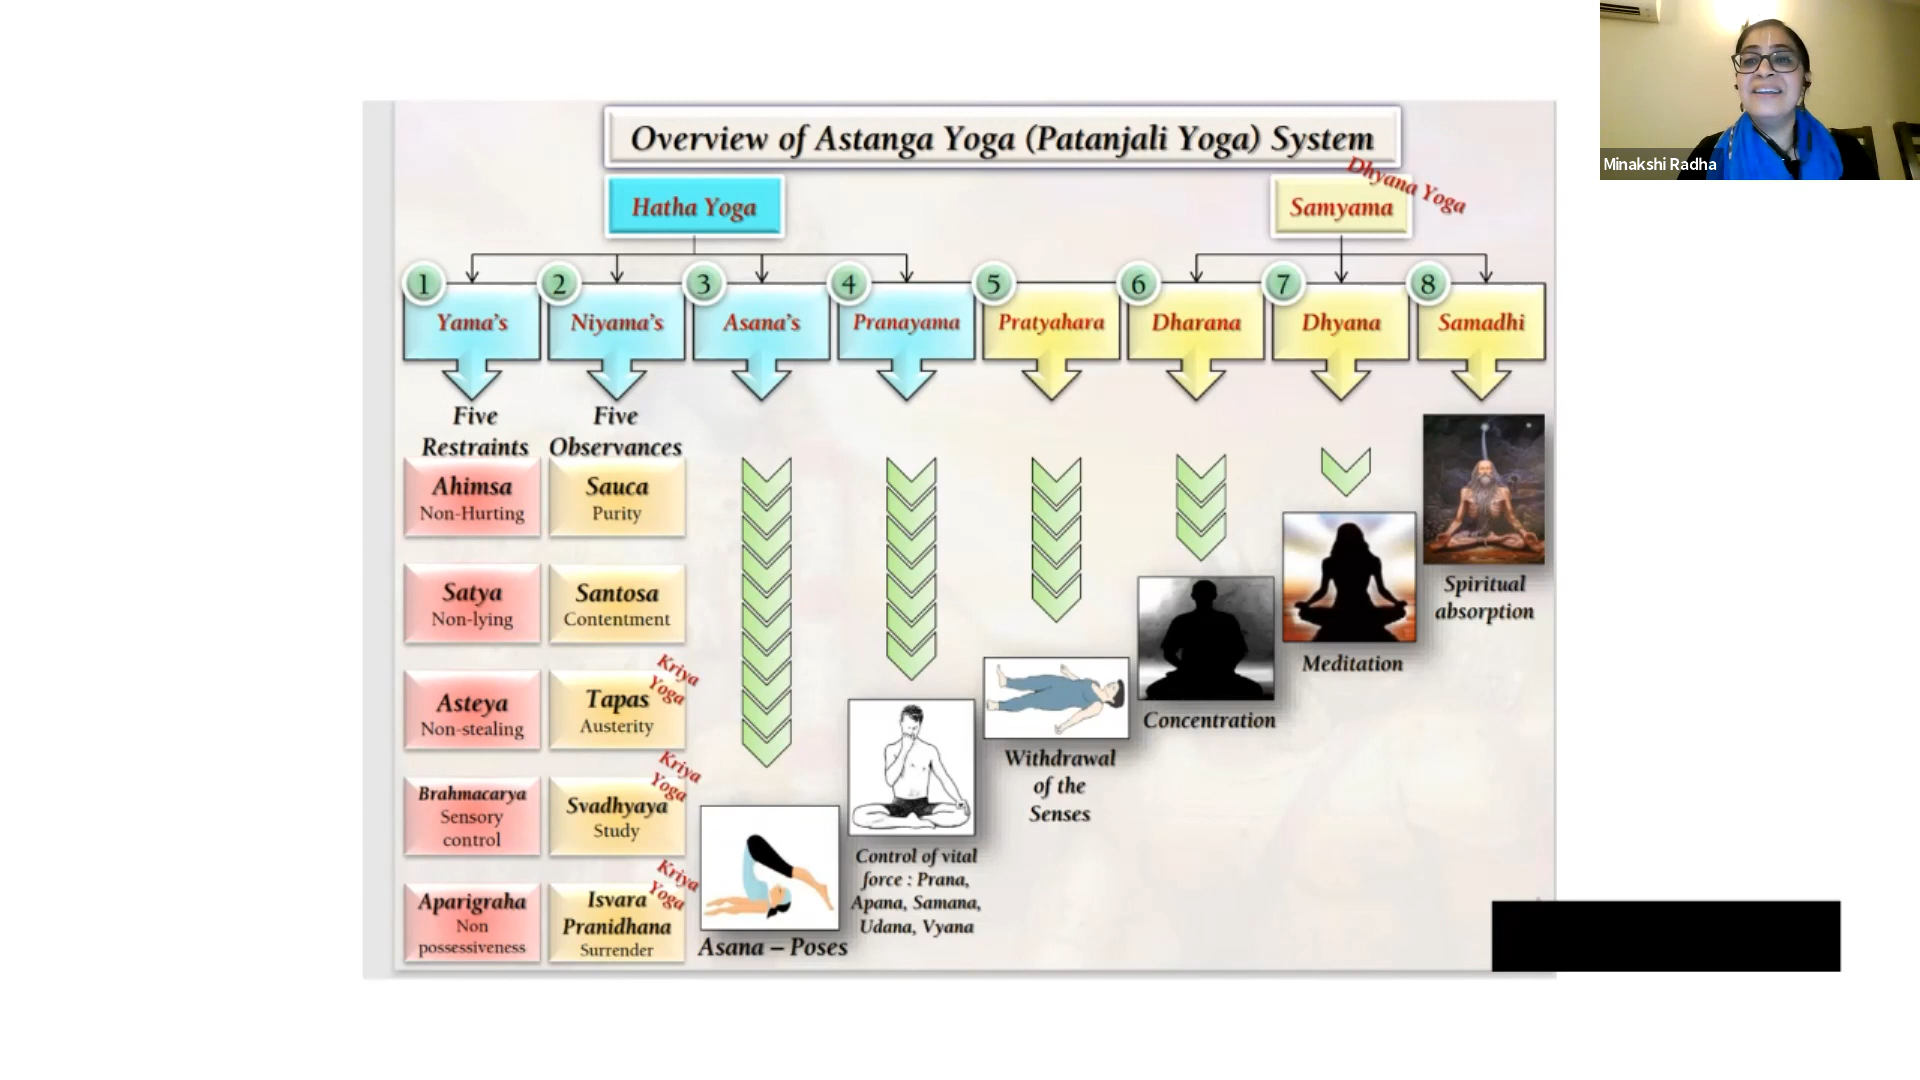 Overview of Astanga Yoga (Patanjali Yoga) System
Dhyana Yoga
Hatha Yoga
Samyama
1
2
3
4
5
6
7
8
Yama's
Niyama's
Asana's
Pranayama
Pratyahara
Dharana
Dhyana
Samadhi
Five
Restraints
Ahimsa
Non-Hurting
Satya
Non-lying
Asteya
Non-stealing
Brahmacarya
Sensory
control
Aparigraha
Non
possessiveness
Five
Observances
Sauca
Purity
Santosa
Contentment
Kriya
Yoga
Tapas
Austerity
Kriya
Yoga
Svadhyaya
Study
Kriya
Yoga
Isvara
Pranidhana
Surrender
Asana – Poses
Control of vital
force : Prana,
Apana, Samana,
Udana, Vyana
Withdrawal
of the
Senses
Concentration
Meditation
Spiritual
absorption
Minakshi Radha